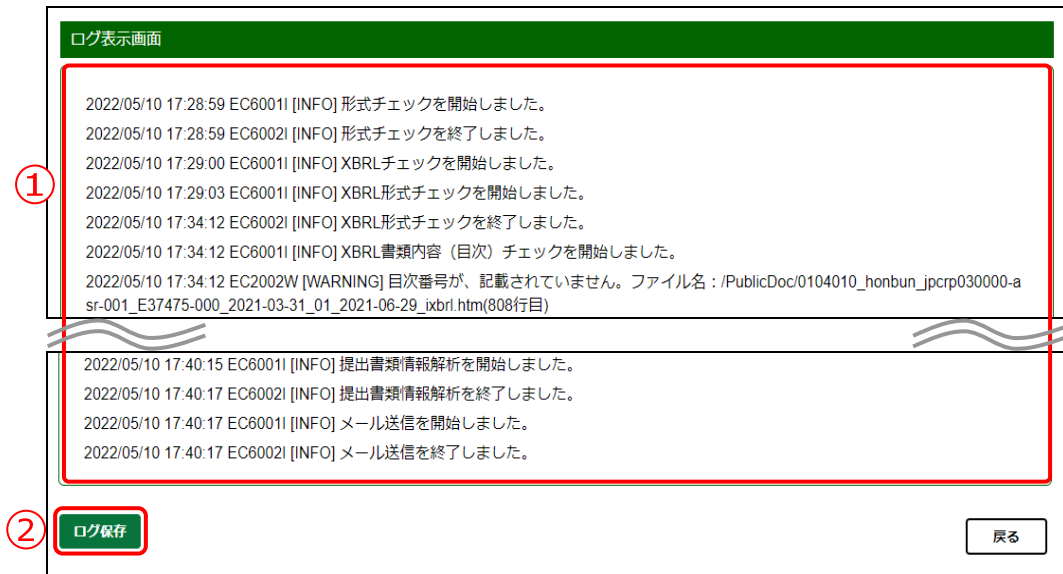 ログ表示画面
①
2022/05/10 17:28:59 EC6001I [INFO] 形式チェックを開始しました。
2022/05/10 17:28:59 EC6002I [INFO] 形式チェックを終了しました。
2022/05/10 17:29:00 EC6001I [INFO] XBRLチェックを開始しました。
2022/05/10 17:29:03 EC6001I [INFO] XBRL形式チェックを開始しました。
2022/05/10 17:34:12 EC6002I [INFO] XBRL形式チェックを終了しました。
2022/05/10 17:34:12 EC6001I [INFO] XBRL書類内容（目次）チェックを開始しました。
2022/05/10 17:34:12 EC2002W [WARNING] 目次番号が、記載されていません。ファイル名：/PublicDoc/0104010_honbun_jpcrp030000-a
sr-001_E37475-000_2021-03-31_01_2021-06-29_ixbrl.htm(808行目)
2022/05/10 17:40:15 EC6001I [INFO] 提出書類情報解析を開始しました。
2022/05/10 17:40:17 EC6002I [INFO] 提出書類情報解析を終了しました。
2022/05/10 17:40:17 EC6001I [INFO] メール送信を開始しました。
2022/05/10 17:40:17 EC6002I [INFO] メール送信を終了しました。
②
ログ保存
戻る